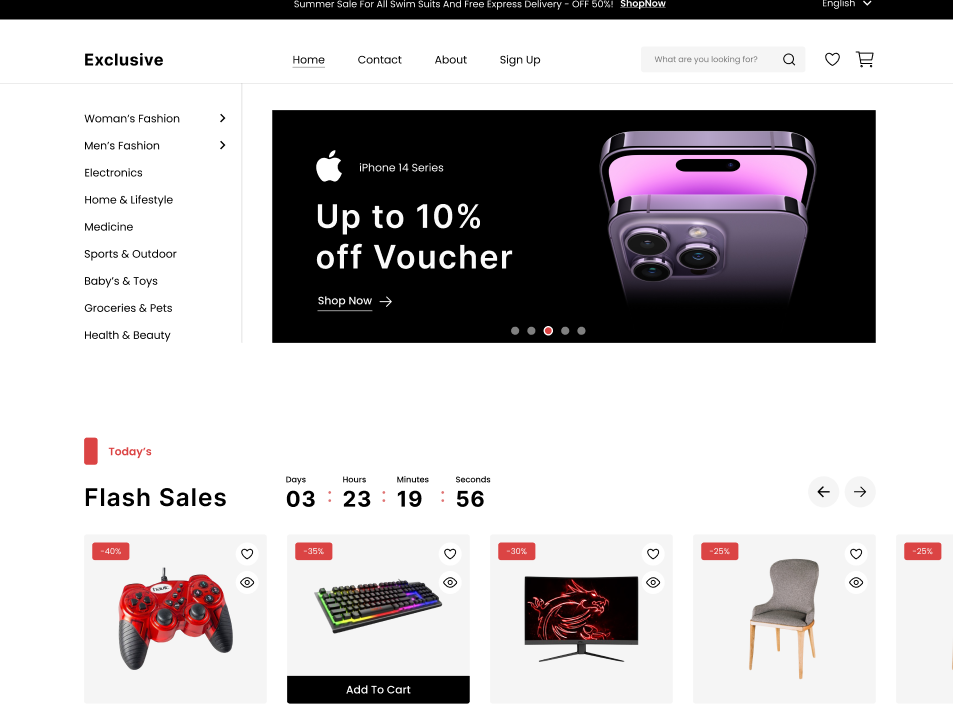 Summer Sale For All Swim Suits And Free Express Delivery - OFF 50%! ShopNow
English
Exclusive
Home
Contact
About
Sign Up
What are you looking for?
Woman's Fashion
Men's Fashion
Electronics
Home & Lifestyle
Medicine
Sports & Outdoor
Baby's & Toys
Groceries & Pets
Health & Beauty
iPhone 14 Series
Up to 10%
off Voucher
Shop Now
Today's
Flash Sales
Days
Hours
Minutes
Seconds
03 : 23 : 19 : 56
-40%
-35%
-30%
-25%
-25%
Add To Cart